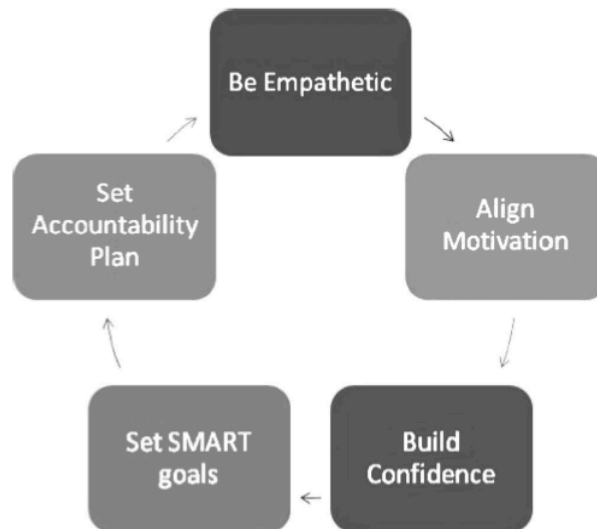 Be Empathetic
Align
Motivation
Build
Confidence
Set SMART
goals
Set
Accountability
Plan